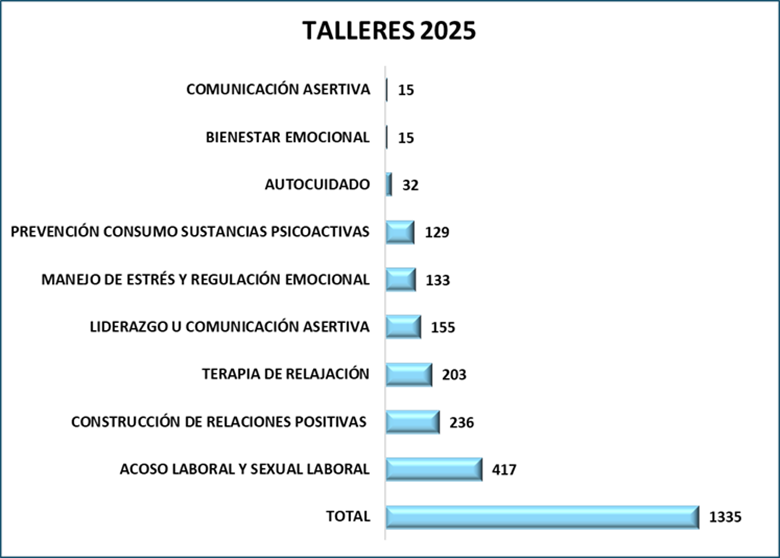 TALLERES 2025
COMUNICACIÓN ASERTIVA 15
BIENESTAR EMOCIONAL 15
AUTOCUIDADO 32
PREVENCIÓN CONSUMO SUSTANCIAS PSICOACTIVAS 129
MANEJO DE ESTRÉS Y REGULACIÓN EMOCIONAL 133
LIDERAZGO U COMUNICACIÓN ASERTIVA 155
TERAPIA DE RELAJACIÓN 203
CONSTRUCCIÓN DE RELACIONES POSITIVAS 236
ACOSO LABORAL Y SEXUAL LABORAL 417
TOTAL 1335